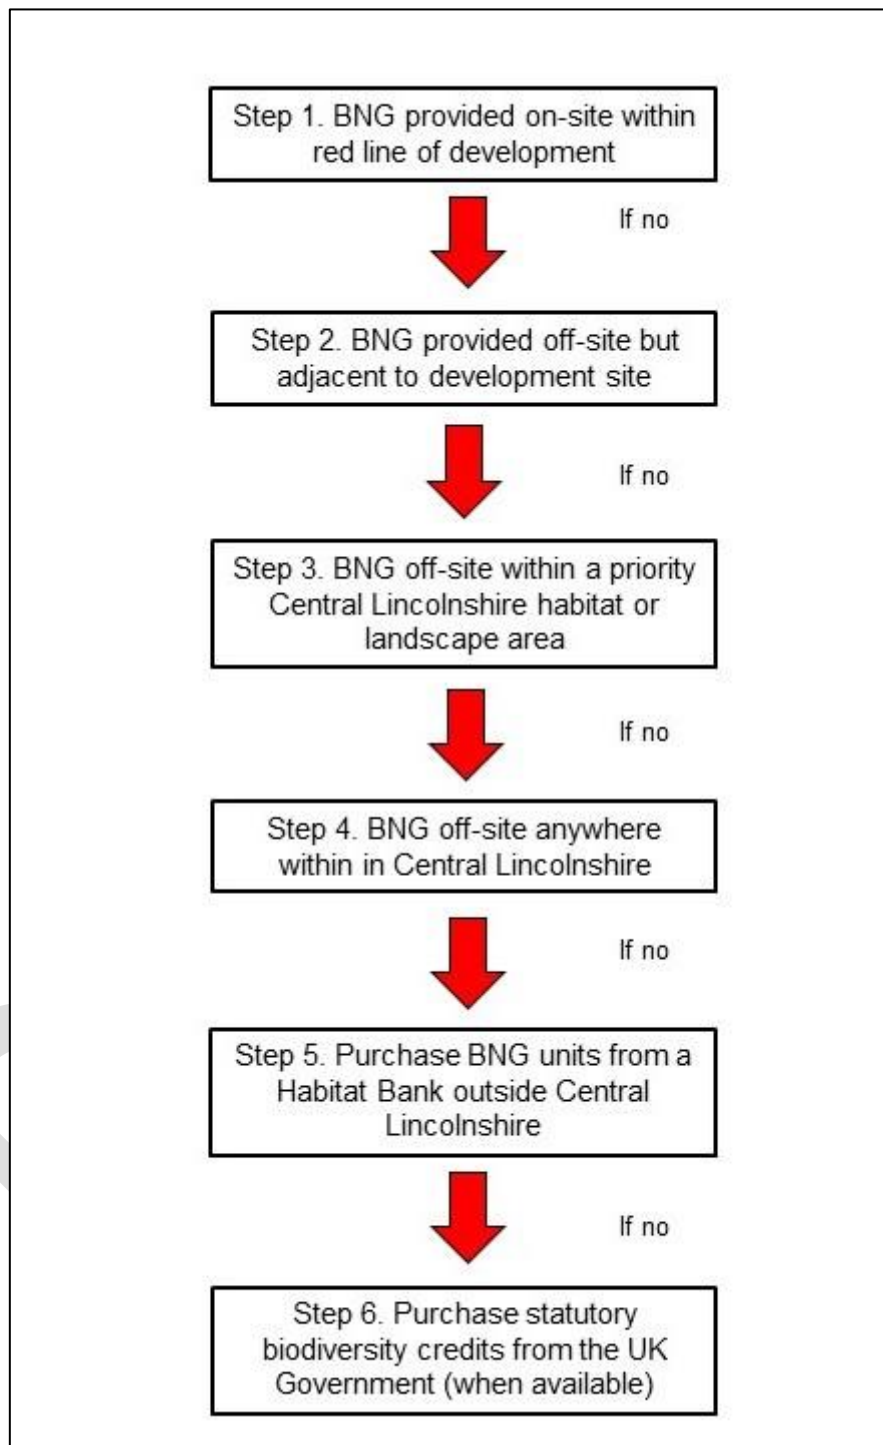 Step 1. BNG provided on-site within
red line of development
If no
Step 2. BNG provided off-site but
adjacent to development site
If no
Step 3. BNG off-site within a priority
Central Lincolnshire habitat or
landscape area
If no
Step 4. BNG off-site anywhere
within in Central Lincolnshire
If no
Step 5. Purchase BNG units from a
Habitat Bank outside Central
Lincolnshire
If no
Step 6. Purchase statutory
biodiversity credits from the UK
Government (when available)